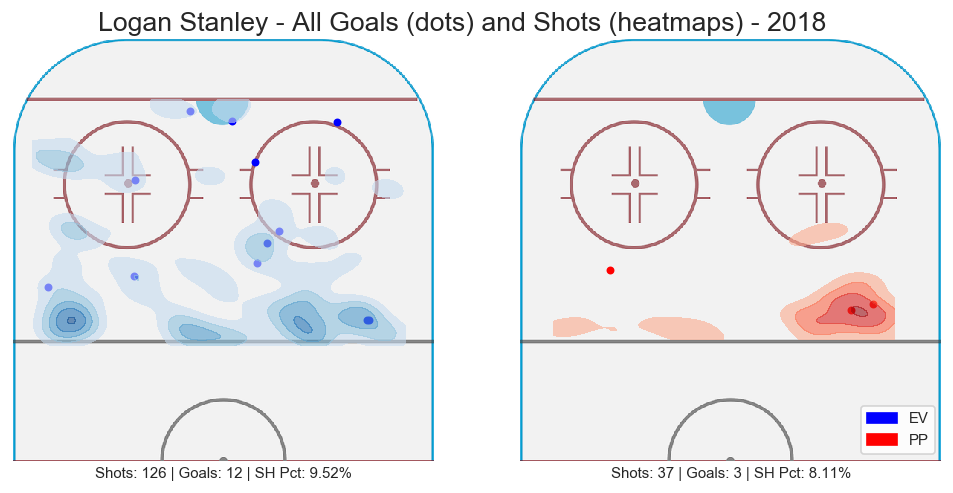 Logan Stanley - All Goals (dots) and Shots (heatmaps) - 2018
EV
PP
Shots: 126 | Goals: 12 | SH Pct: 9.52%
Shots: 37 | Goals: 3 | SH Pct: 8.11%